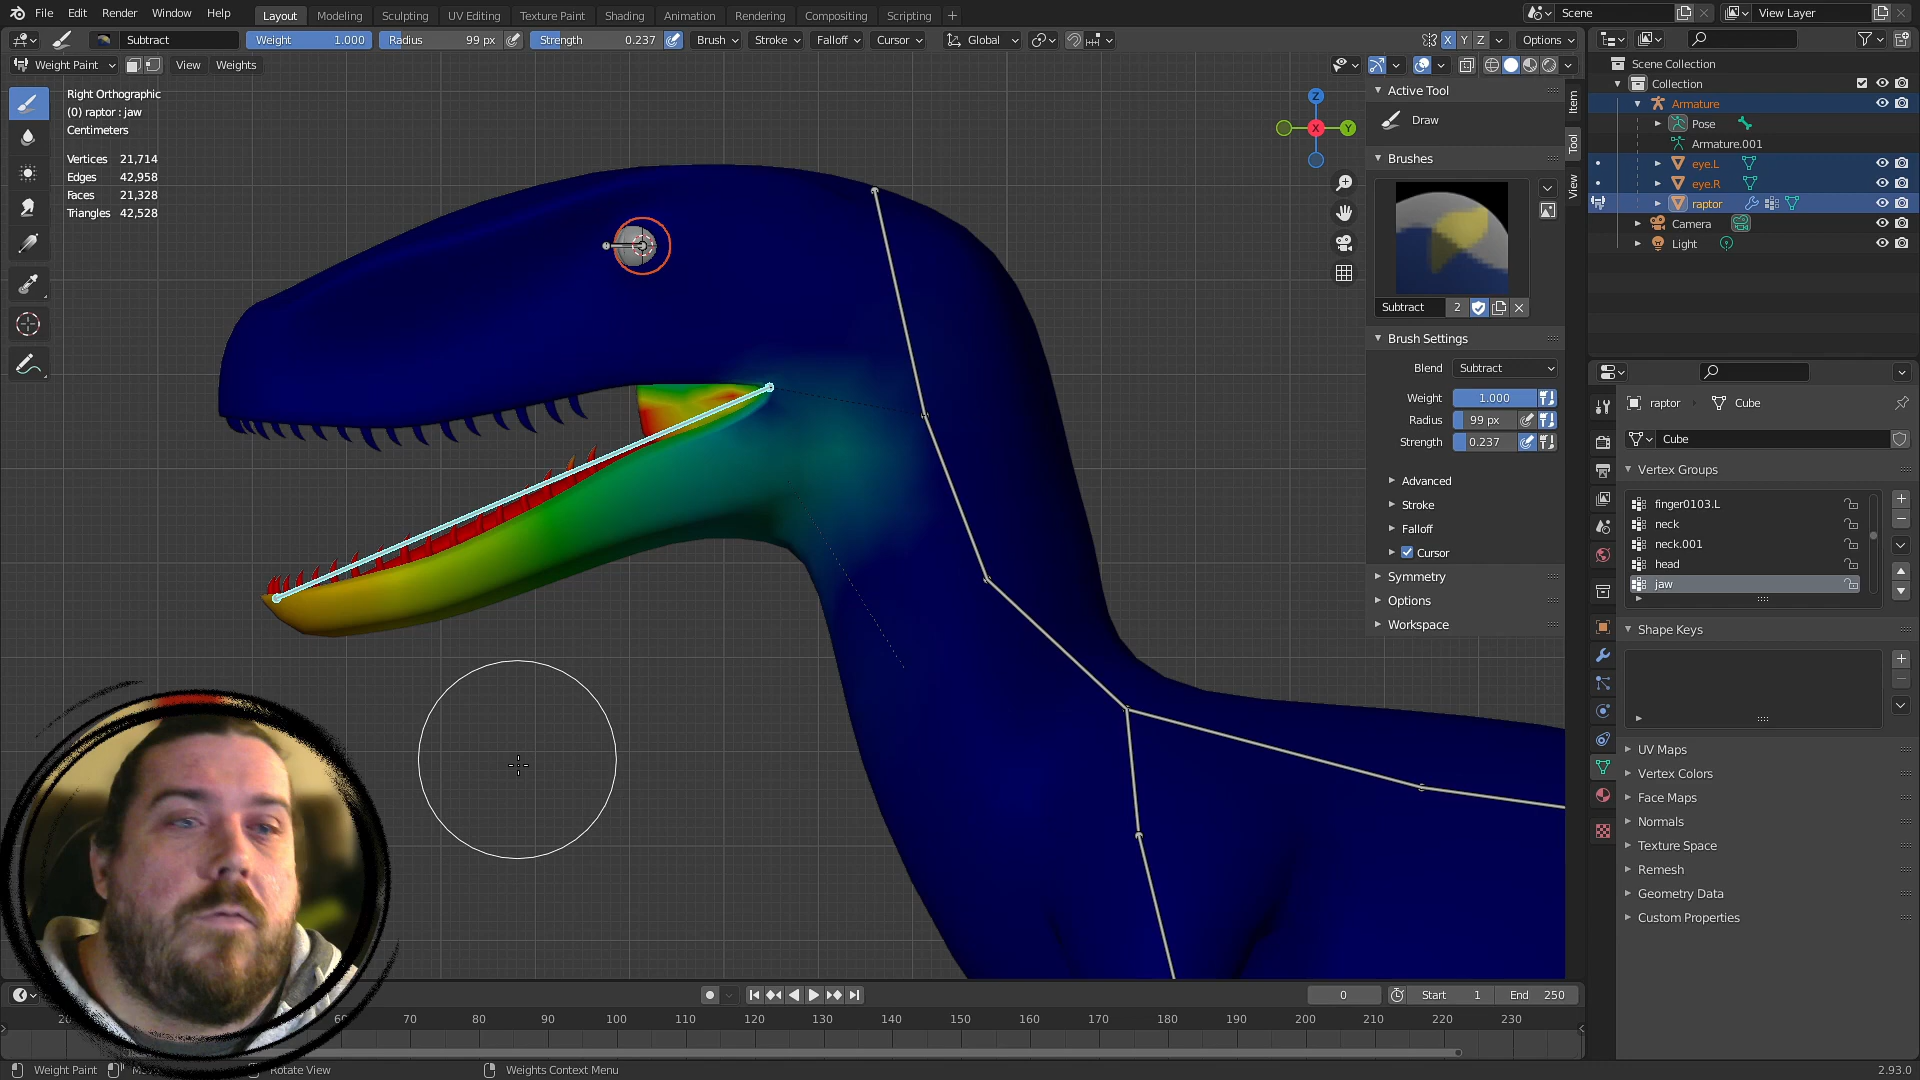 File Edit Render Window Help Layout Modeling Sculpting UV Editing Texture Paint Shading Animation Rendering Compositing Scripting + Scene View Layer
Subtract Weight 1.000 Radius 99 px Strength 0.237 Brush Stroke Falloff Cursor Global X Y Z Options
Weight Paint View Weights
Right Orthographic
(0) raptor : jaw
Centimeters
Vertices 21,714
Edges 42,958
Faces 21,328
Triangles 42,528
Z
X
Y
Active Tool
Draw
Brushes
Subtract 2
Brush Settings
Blend Subtract
Weight 1.000
Radius 99 px
Strength 0.237
Advanced
Stroke
Falloff
Cursor
Symmetry
Options
Workspace
Item
Tool
View
Scene Collection
Collection
Armature
Pose
Armature.001
eye.L
eye.R
raptor
Camera
Light
raptor Cube
Cube
Vertex Groups
finger0103.L
neck
neck.001
head
jaw
Shape Keys
UV Maps
Vertex Colors
Face Maps
Normals
Texture Space
Remesh
Geometry Data
Custom Properties
0 Start 1 End 250
60 70 80 90 100 110 120 130 140 150 160 170 180 190 200 210 220 230
Weight Paint Rotate View Weights Context Menu 2.93.0